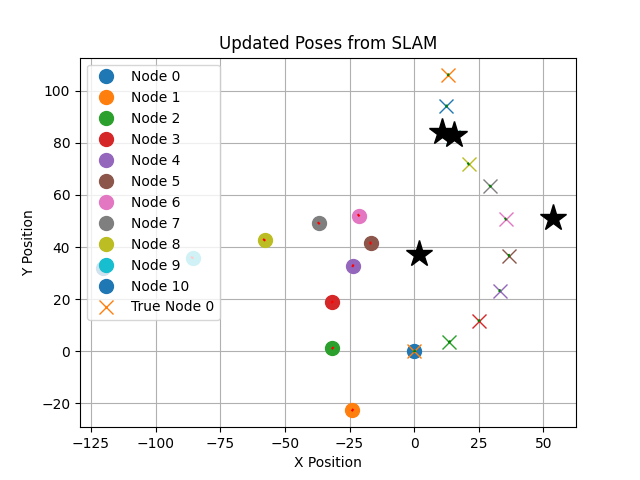 Updated Poses from SLAM
Node 0
Node 1
Node 2
Node 3
Node 4
Node 5
Node 6
Node 7
Node 8
Node 9
Node 10
True Node 0
100
80
60
40
20
0
−20
Y Position
−125 −100 −75 −50 −25 0 25 50
X Position